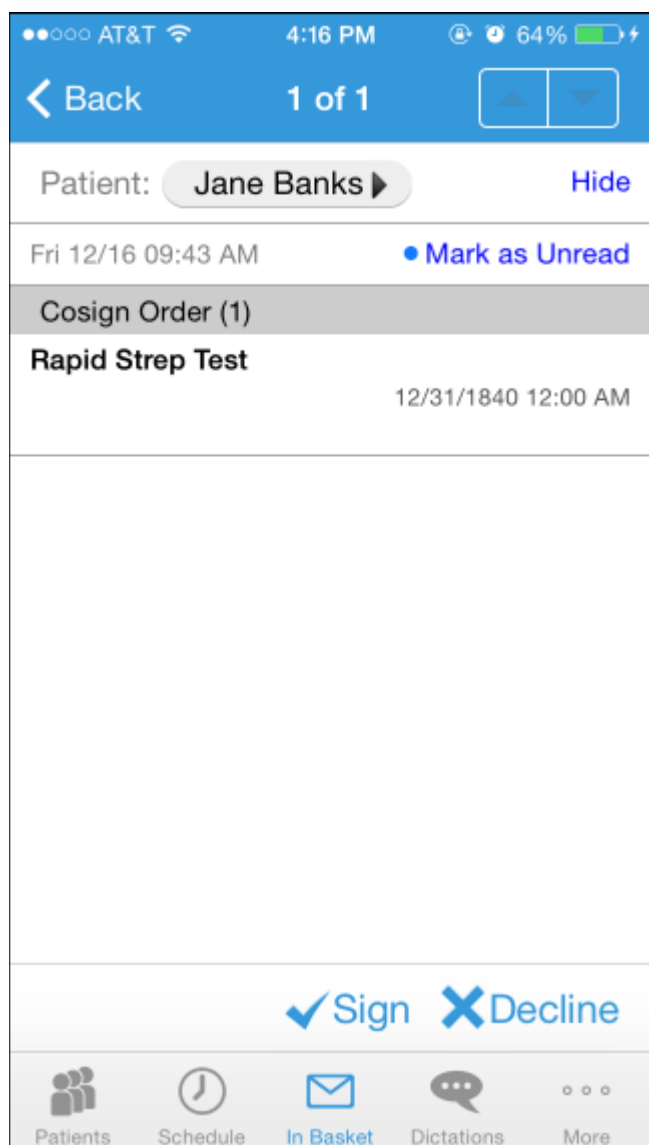 AT&T 4:16 PM 64%
Back 1 of 1
Patient: Jane Banks Hide
Fri 12/16 09:43 AM Mark as Unread
Cosign Order (1)
Rapid Strep Test
12/31/1840 12:00 AM
Sign Decline
Patients Schedule In Basket Dictations More